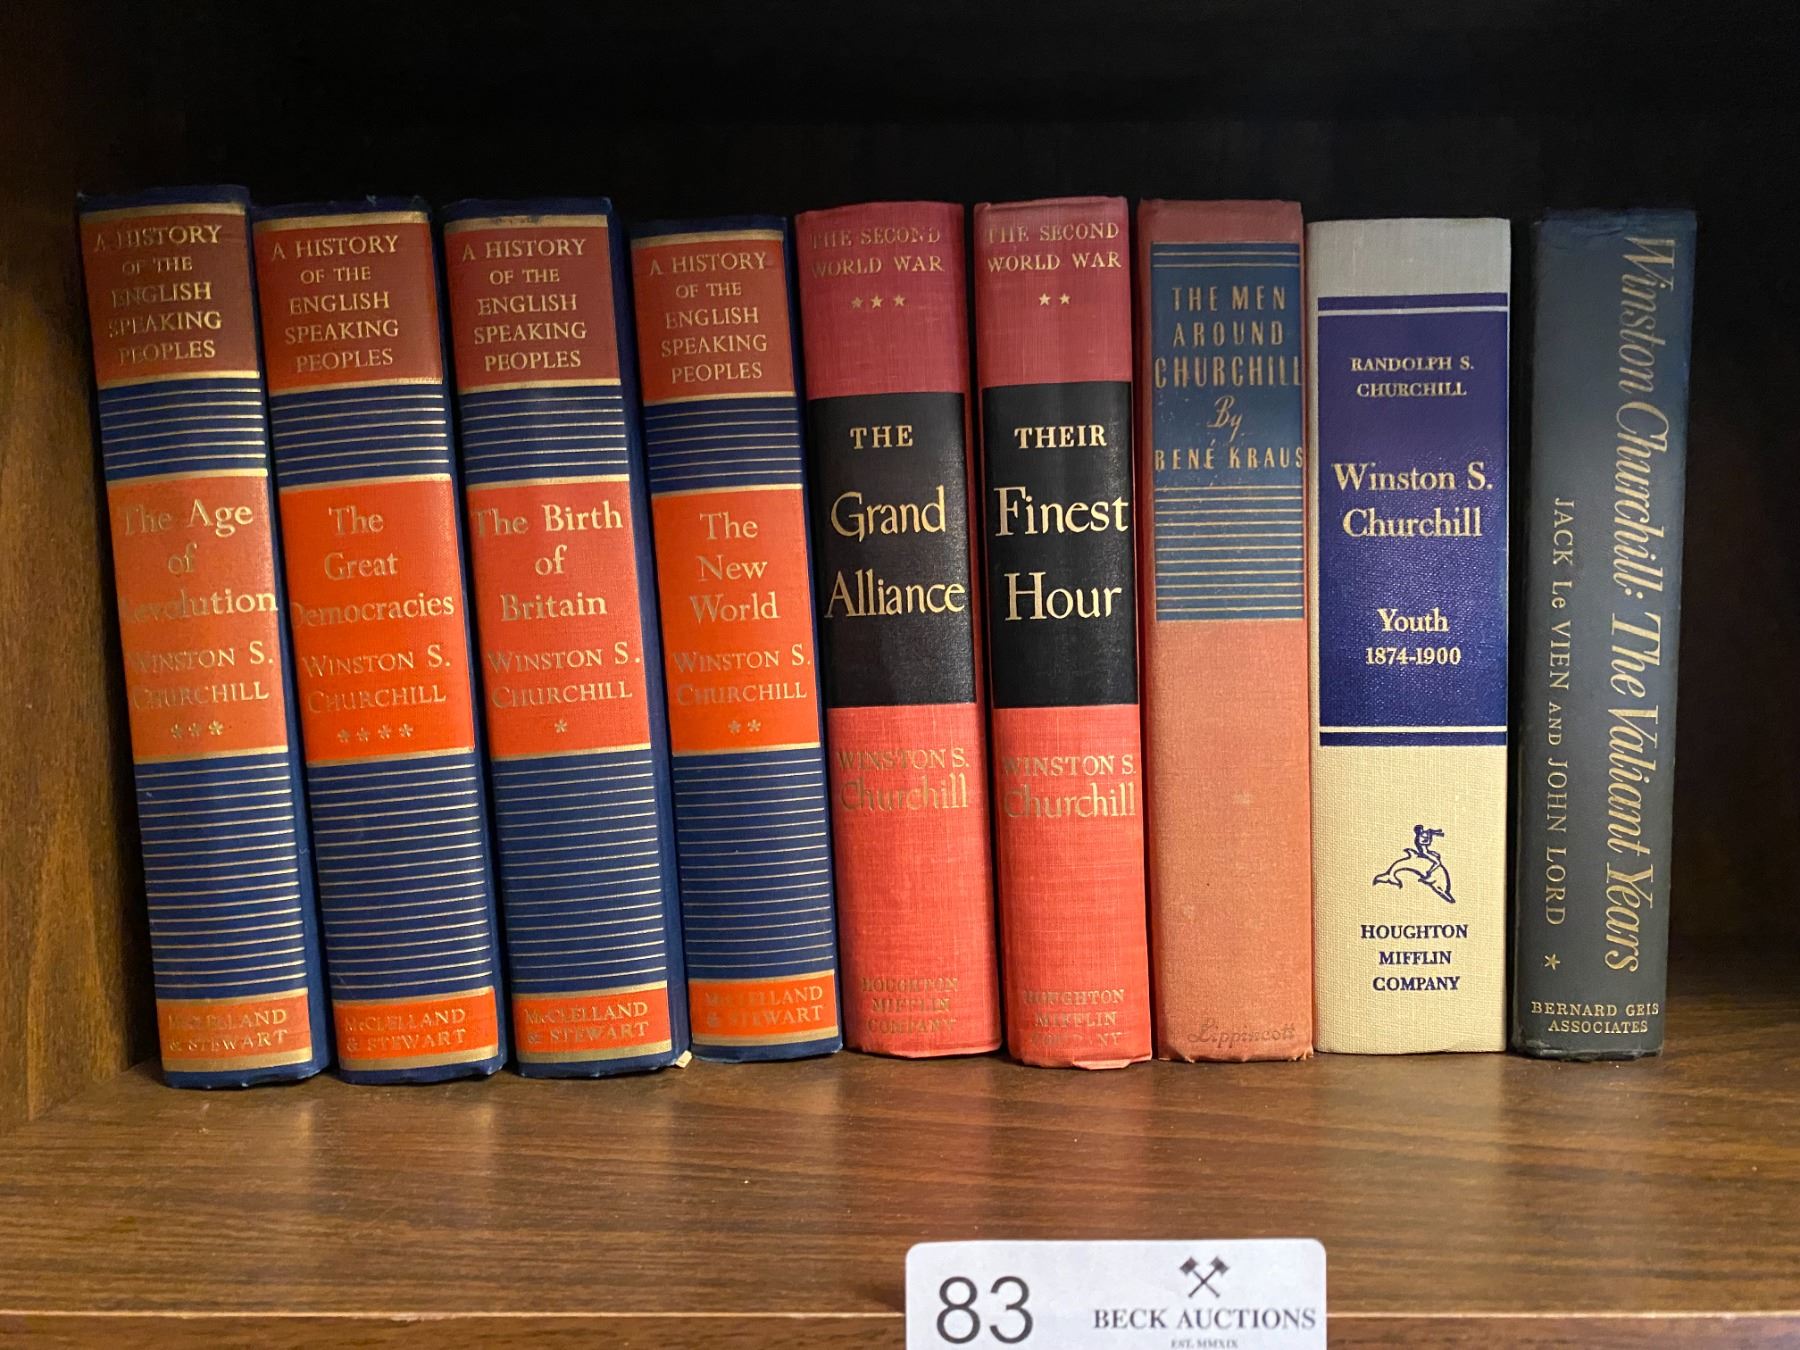 A HISTORY
OF THE
ENGLISH
SPEAKING
PEOPLES
The Age
of
Revolution
WINSTON S.
CHURCHILL
***
McCLELLAND
& STEWART
A HISTORY
OF THE
ENGLISH
SPEAKING
PEOPLES
The
Great
Democracies
WINSTON S.
CHURCHILL
****
McCLELLAND
& STEWART
A HISTORY
OF THE
ENGLISH
SPEAKING
PEOPLES
The Birth
of
Britain
WINSTON S.
CHURCHILL
*
McCLELLAND
& STEWART
A HISTORY
OF THE
ENGLISH
SPEAKING
PEOPLES
The
New
World
WINSTON S.
CHURCHILL
**
McCLELLAND
& STEWART
THE SECOND
WORLD WAR
★★★
THE
Grand
Alliance
WINSTON S.
Churchill
HOUGHTON
MIFFLIN
COMPANY
THE SECOND
WORLD WAR
★★
THEIR
Finest
Hour
WINSTON S.
Churchill
HOUGHTON
MIFFLIN
COMPANY
THE MEN
AROUND
CHURCHILL
By
RENÉ KRAUS
Lippincott
RANDOLPH S.
CHURCHILL
Winston S.
Churchill
Youth
1874-1900
HOUGHTON
MIFFLIN
COMPANY
Winston Churchill: The Valiant Years
JACK Le VIEN AND JOHN LORD ★
BERNARD GEIS
ASSOCIATES
83
BECK AUCTIONS
EST. MMXIX